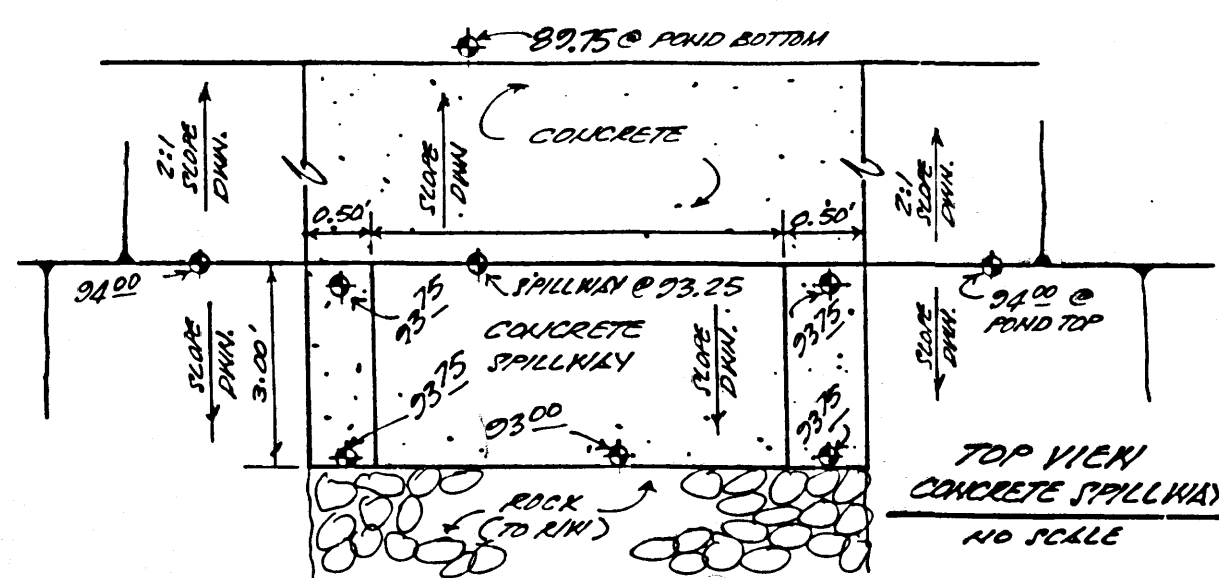 89.75 @ POND BOTTOM
CONCRETE
2:1
SLOPE
DWN.
SLOPE
DWN
2:1
SLOPE
DWN.
0.50'
0.50'
94.00
SPILLWAY @ 93.25
93.75
93.75
94.00 @
POND TOP
CONCRETE
SPILLWAY
SLOPE
DWN.
3.00'
SLOPE
DWN.
SLOPE
DWN.
93.75
93.00
93.75
ROCK
(TO R/W)
TOP VIEW
CONCRETE SPILLWAY
NO SCALE